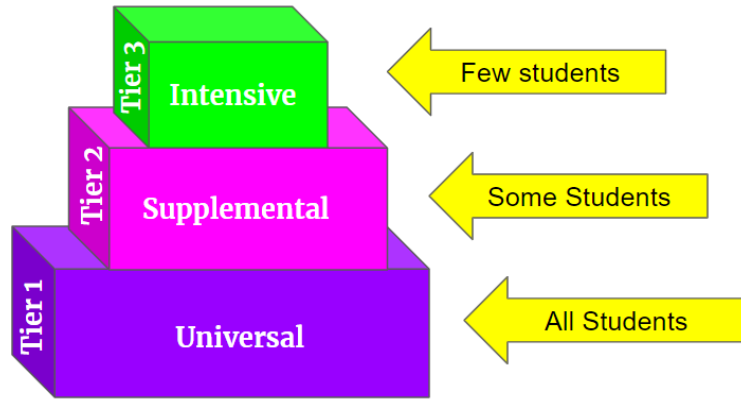 Tier 3
Intensive
Few students
Tier 2
Supplemental
Some Students
Tier 1
Universal
All Students